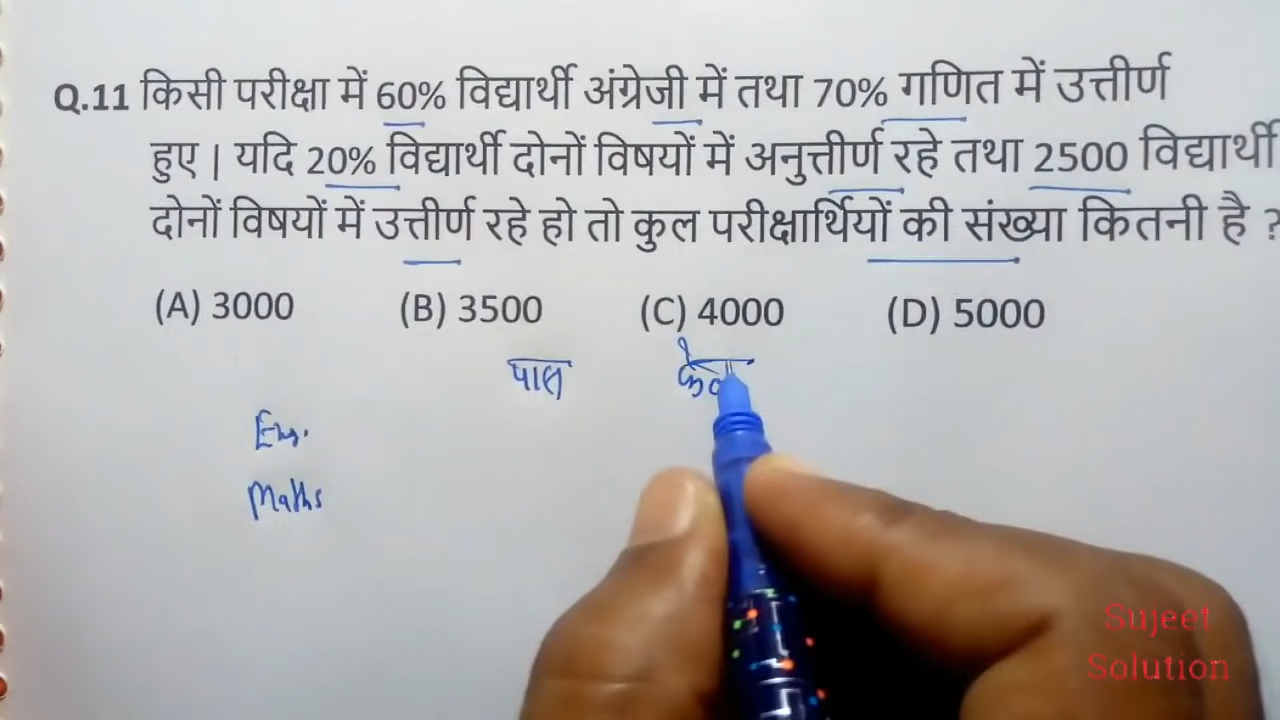 Q.11 किसी परीक्षा में 60% विद्यार्थी अंग्रेजी में तथा 70% गणित में उत्तीर्ण
हुए | यदि 20% विद्यार्थी दोनों विषयों में अनुत्तीर्ण रहे तथा 2500 विद्यार्थी
दोनों विषयों में उत्तीर्ण रहे हो तो कुल परीक्षार्थियों की संख्या कितनी है ?
(A) 3000 (B) 3500 (C) 4000 (D) 5000
पास
Eng.
Maths
Sujeet
Solution